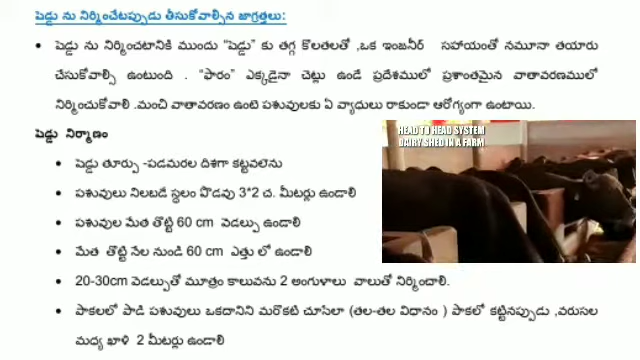 పెడ్డు ను నిర్మించేటప్పుడు తీసుకోవాల్సిన జాగ్రత్తలు:
• పెడ్డు ను నిర్మించటానికి ముందు "పెడ్డు" కు తగ్గ కొలతలతో ,ఒక ఇంజనీర్ సహాయంతో నమూనా తయారు
చేసుకోవాల్సి ఉంటుంది . "ఫారం" ఎక్కడైనా చెట్లు ఉండే ప్రదేశములో ప్రశాంతమైన వాతావరణములో
నిర్మించుకోవాలి .మంచి వాతావరణం ఉంటె పశువులకు ఏ వ్యాధులు రాకుండా ఆరోగ్యంగా ఉంటాయి.
పెడ్డు నిర్మాణం
HEAD TO HEAD SYSTEM
DAIRY SHED IN A FARM
• పెడ్డు తూర్పు -పడమరల దిశగా కట్టవలెను
• పశువులు నిలబడే స్థలం పొడవు 3*2 చ. మీటర్లు ఉండాలి
• పశువుల మేత తొట్టి 60 cm వెడల్పు ఉండాలి
• మేత తొట్టి నేల నుండి 60 cm ఎత్తు లో ఉండాలి
• 20-30cm వెడల్పుతో మూత్రం కాలువను 2 అంగుళాలు వాలుతో నిర్మించాలి.
• పాకలలో పాడి పశువులు ఒకదానిని మరొకటి చూసేలా (తల-తల విధానం ) పాకలో కట్టినప్పుడు ,వరుసల
మధ్య ఖాళి 2 మీటర్లు ఉండాలి